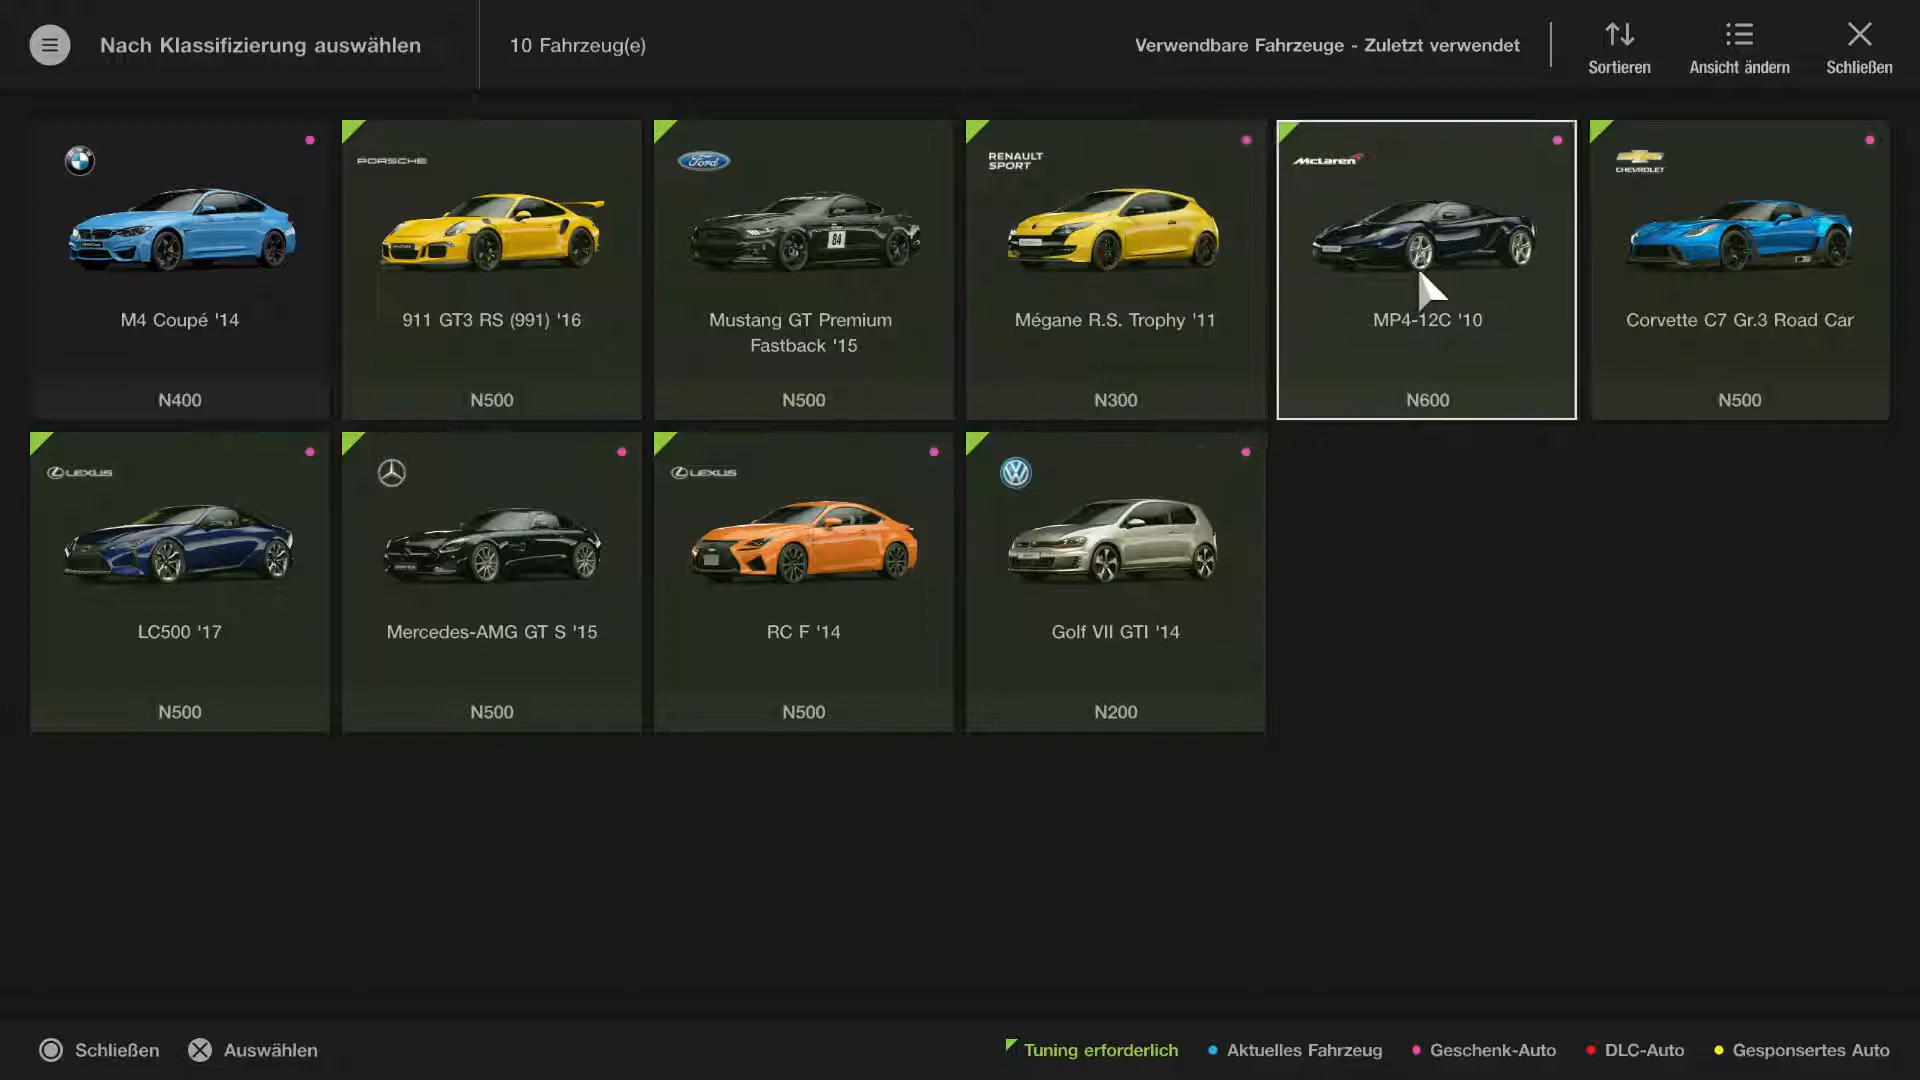 Nach Klassifizierung auswählen
10 Fahrzeug(e)
Verwendbare Fahrzeuge - Zuletzt verwendet
Sortieren
Ansicht ändern
Schließen
M4 Coupé '14
N400
PORSCHE
911 GT3 RS (991) '16
N500
Ford
84
Mustang GT Premium
Fastback '15
N500
RENAULT
SPORT
Mégane R.S. Trophy '11
N300
McLaren
MP4-12C '10
N600
CHEVROLET
Corvette C7 Gr.3 Road Car
N500
LEXUS
LC500 '17
N500
Mercedes-AMG GT S '15
N500
LEXUS
RC F '14
N500
Golf VII GTI '14
N200
Schließen
Auswählen
Tuning erforderlich
Aktuelles Fahrzeug
Geschenk-Auto
DLC-Auto
Gesponsertes Auto